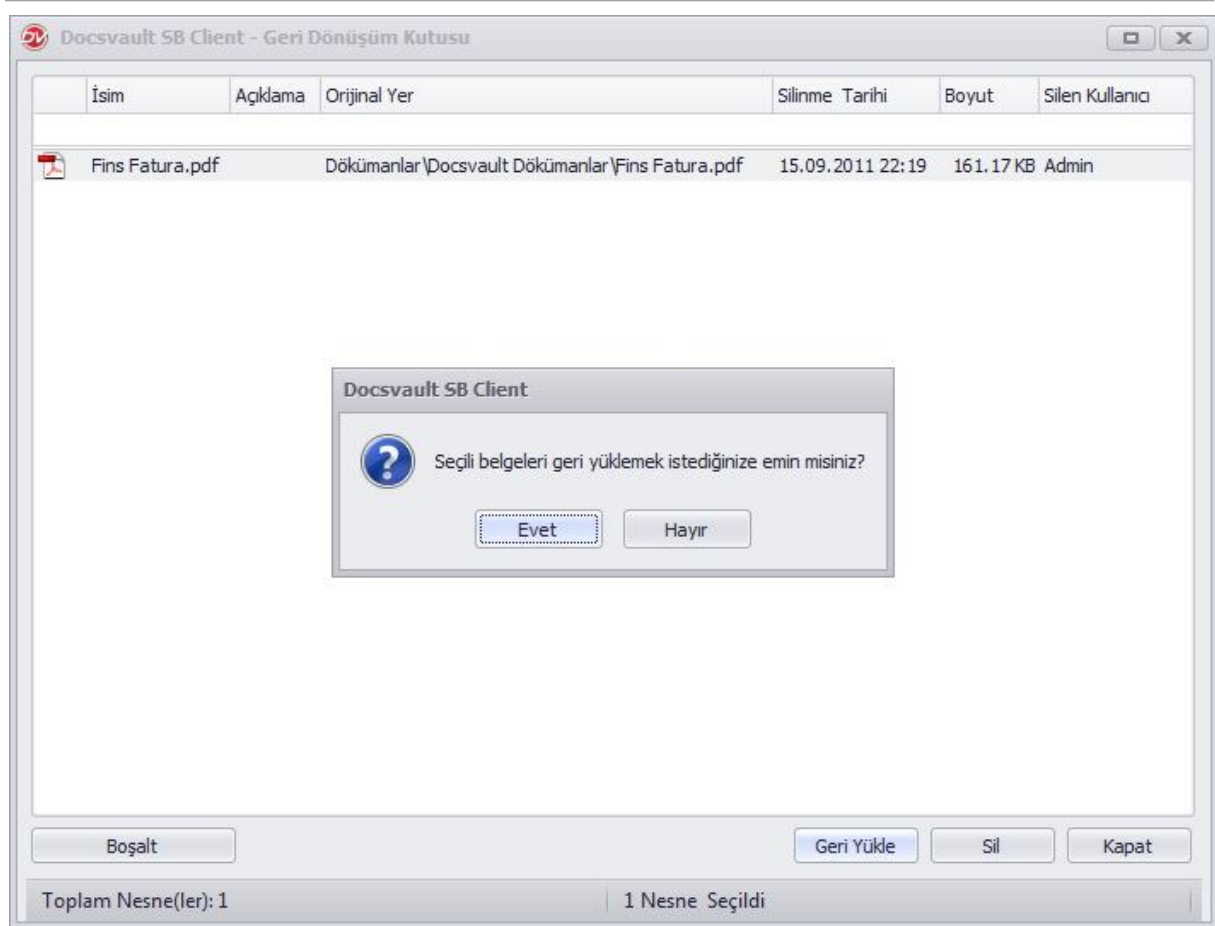 Docsvault SB Client - Geri Dönüşüm Kutusu
İsim Açıklama Orijinal Yer Silinme Tarihi Boyut Silen Kullanıcı
Fins Fatura.pdf Dökümanlar\Docsvault Dökümanlar\Fins Fatura.pdf 15.09.2011 22:19 161.17 KB Admin
Docsvault SB Client
Seçili belgeleri geri yüklemek istediğinize emin misiniz?
Evet Hayır
Boşalt Geri Yükle Sil Kapat
Toplam Nesne(ler): 1 1 Nesne Seçildi